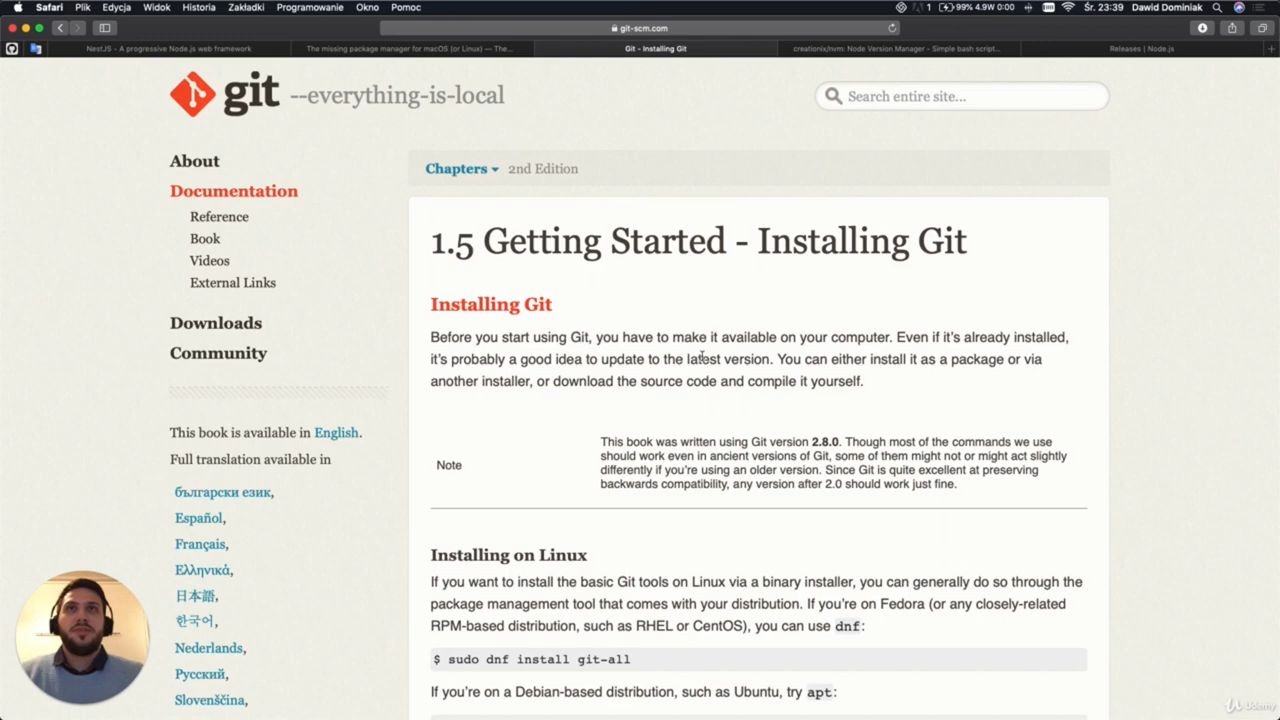 Safari Plik Edycja Widok Historia Zakładki Programowanie Okno Pomoc 1 99% 4.9W 0:00 Śr. 23:39 Dawid Dominiak
git-scm.com
NestJS - A progressive Node.js web framework The missing package manager for macOS (or Linux) — The... Git - Installing Git creationix/nvm: Node Version Manager - Simple bash script... Releases | Node.js
git --everything-is-local
Search entire site...
About
Documentation
Reference
Book
Videos
External Links
Downloads
Community
This book is available in English.
Full translation available in
български език,
Español,
Français,
Ελληνικά,
日本語,
한국어,
Nederlands,
Русский,
Slovenščina,
Chapters 2nd Edition
1.5 Getting Started - Installing Git
Installing Git
Before you start using Git, you have to make it available on your computer. Even if it’s already installed,
it’s probably a good idea to update to the latest version. You can either install it as a package or via
another installer, or download the source code and compile it yourself.
Note
This book was written using Git version 2.8.0. Though most of the commands we use
should work even in ancient versions of Git, some of them might not or might act slightly
differently if you’re using an older version. Since Git is quite excellent at preserving
backwards compatibility, any version after 2.0 should work just fine.
Installing on Linux
If you want to install the basic Git tools on Linux via a binary installer, you can generally do so through the
package management tool that comes with your distribution. If you’re on Fedora (or any closely-related
RPM-based distribution, such as RHEL or CentOS), you can use dnf:
$ sudo dnf install git-all
If you’re on a Debian-based distribution, such as Ubuntu, try apt:
Udemy